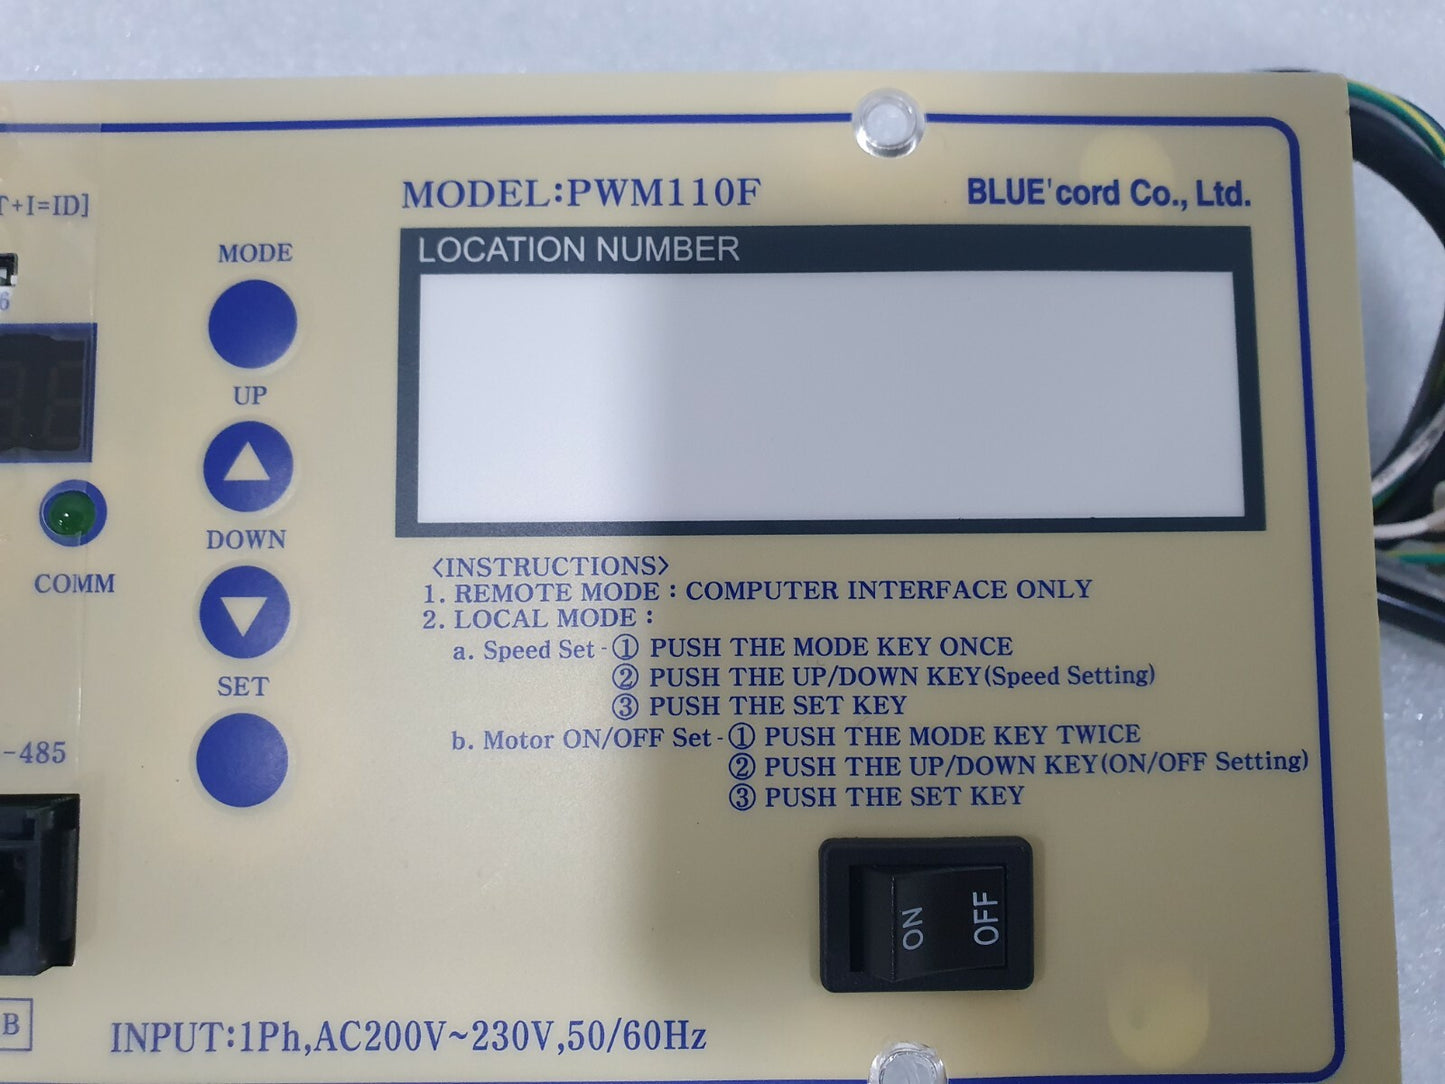 T+I=ID]
MODEL:PWM110F
BLUE'cord Co., Ltd.
MODE
LOCATION NUMBER
6
UP
DOWN
COMM
SET
-485
<INSTRUCTIONS>
1. REMOTE MODE : COMPUTER INTERFACE ONLY
2. LOCAL MODE :
a. Speed Set - ① PUSH THE MODE KEY ONCE
② PUSH THE UP/DOWN KEY(Speed Setting)
③ PUSH THE SET KEY
b. Motor ON/OFF Set - ① PUSH THE MODE KEY TWICE
② PUSH THE UP/DOWN KEY(ON/OFF Setting)
③ PUSH THE SET KEY
ON
OFF
B
INPUT:1Ph,AC200V~230V,50/60Hz